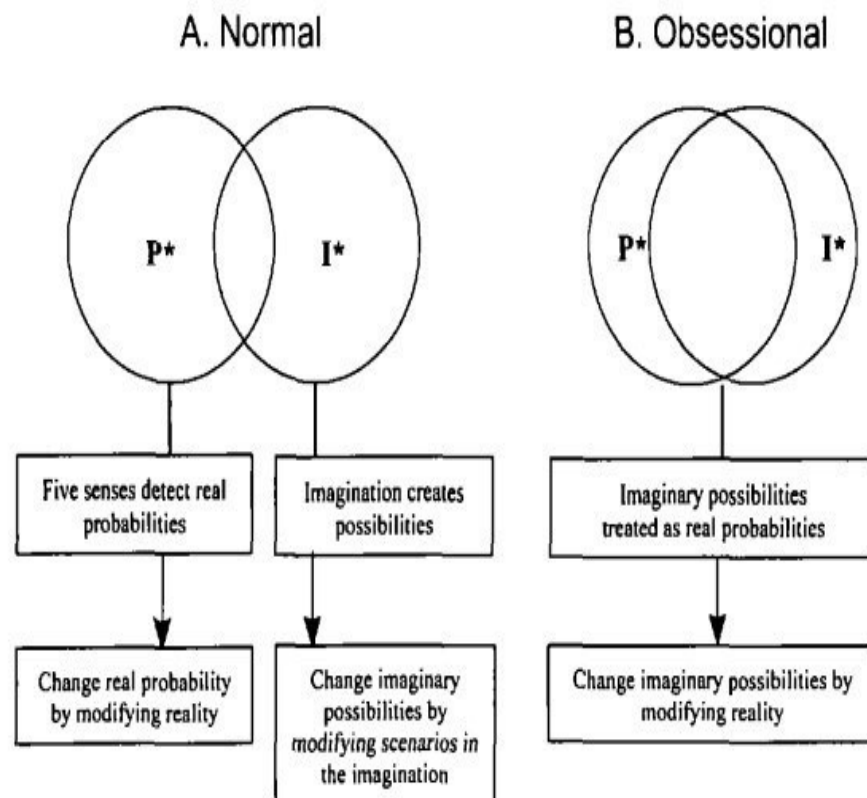 A. Normal
B. Obsessional
P*
I*
P*
I*
Five senses detect real
probabilities
Imagination creates
possibilities
Imaginary possibilities
treated as real probabilities
Change real probability
by modifying reality
Change imaginary
possibilities by
modifying scenarios in
the imagination
Change imaginary possibilities by
modifying reality